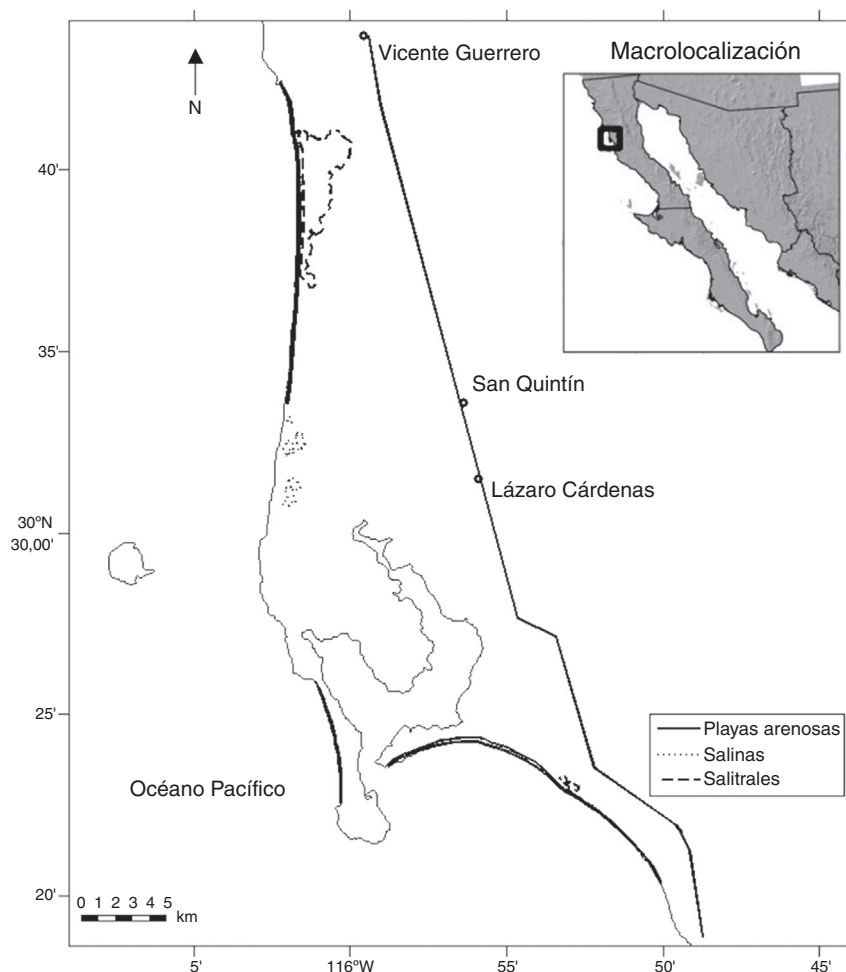 Vicente Guerrero
Macrolocalización
N
40'
35'
San Quintín
Lázaro Cárdenas
30ºN
30,00'
25'
Playas arenosas
Salinas
Salitrales
Océano Pacífico
20'
0 1 2 3 4 5
km
5' 116ºW 55' 50' 45'